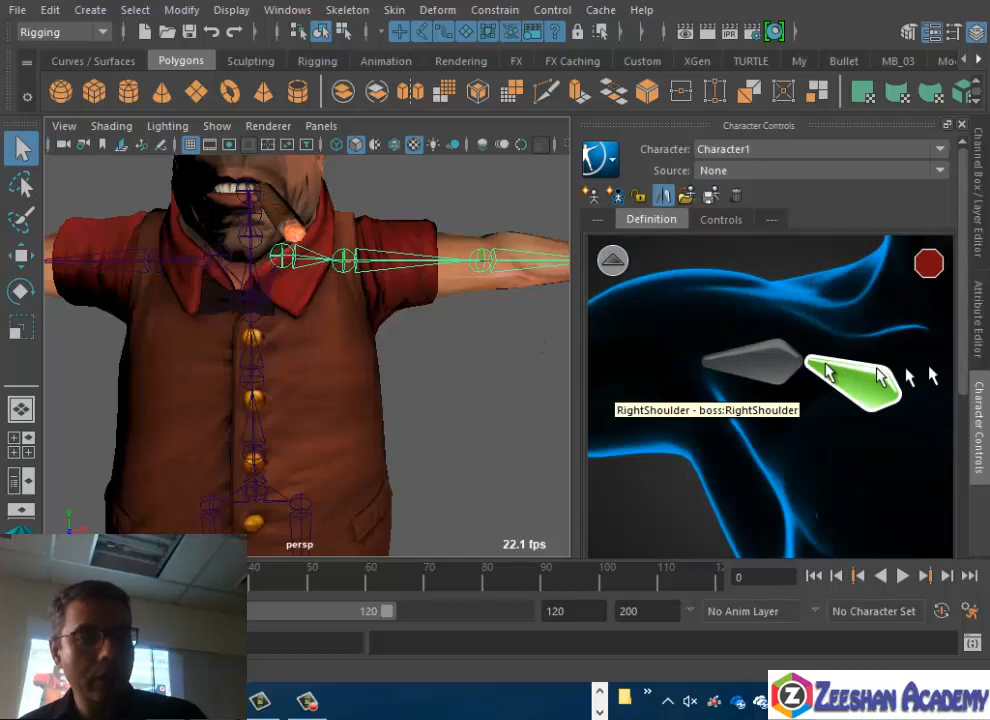 File Edit Create Select Modify Display Windows Skeleton Skin Deform Constrain Control Cache Help
Rigging
Curves / Surfaces Polygons Sculpting Rigging Animation Rendering FX FX Caching Custom XGen TURTLE My Bullet MB_03
View Shading Lighting Show Renderer Panels
Character Controls
Character: Character1
Source: None
--- Definition Controls ---
RightShoulder - boss:RightShoulder
Channel Box / Layer Editor
Attribute Editor
Character Controls
persp
22.1 fps
40 50 60 70 80 90 100 110 12
0
120
120
200
No Anim Layer
No Character Set
IPR
ZEESHAN ACADEMY